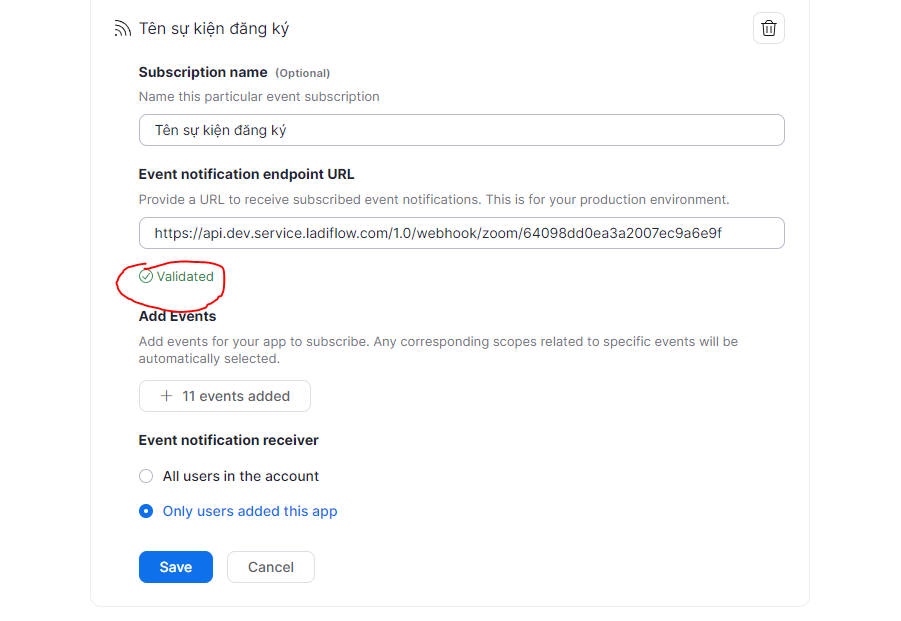 Tên sự kiện đăng ký
Subscription name (Optional)
Name this particular event subscription
Tên sự kiện đăng ký
Event notification endpoint URL
Provide a URL to receive subscribed event notifications. This is for your production environment.
https://api.dev.service.ladiflow.com/1.0/webhook/zoom/64098dd0ea3a2007ec9a6e9f
Validated
Add Events
Add events for your app to subscribe. Any corresponding scopes related to specific events will be
automatically selected.
+ 11 events added
Event notification receiver
All users in the account
Only users added this app
Save Cancel